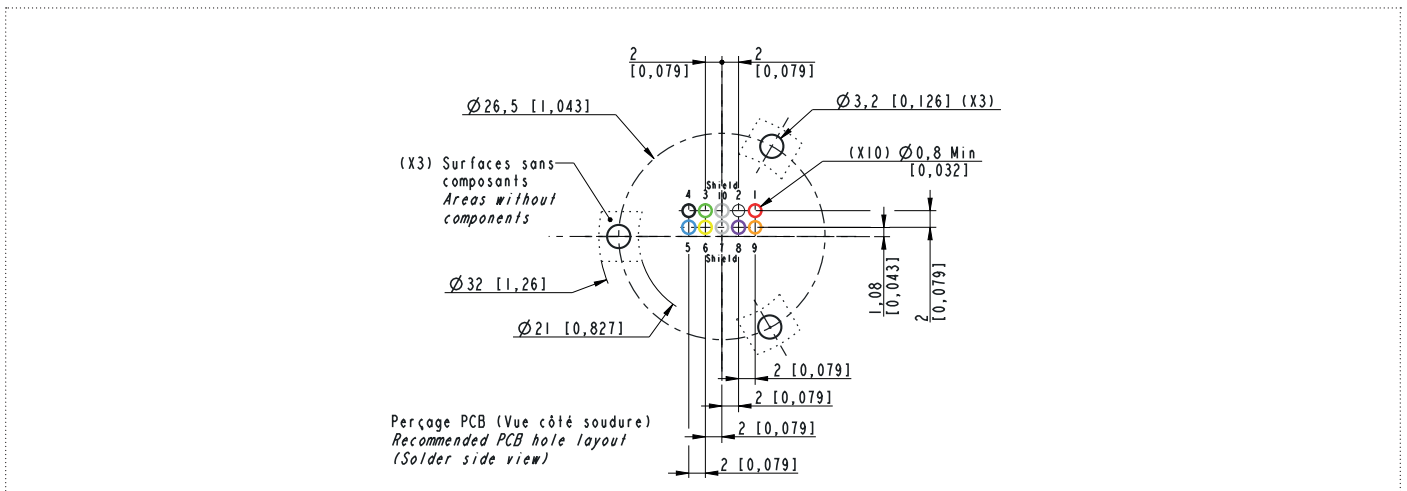 2
[0,079]
2
[0,079]
Ø26,5 [1,043]
Ø3,2 [0,126] (X3)
(X3) Surfaces sans
composants
Areas without
components
(X10) Ø0,8 Min
[0,032]
Shield
4 3 10 2 1
5 6 7 8 9
Shield
Ø32 [1,26]
Ø21 [0,827]
1,08
[0,043]
2
[0,079]
2 [0,079]
2 [0,079]
2 [0,079]
2 [0,079]
Perçage PCB (Vue côté soudure)
Recommended PCB hole layout
(Solder side view)